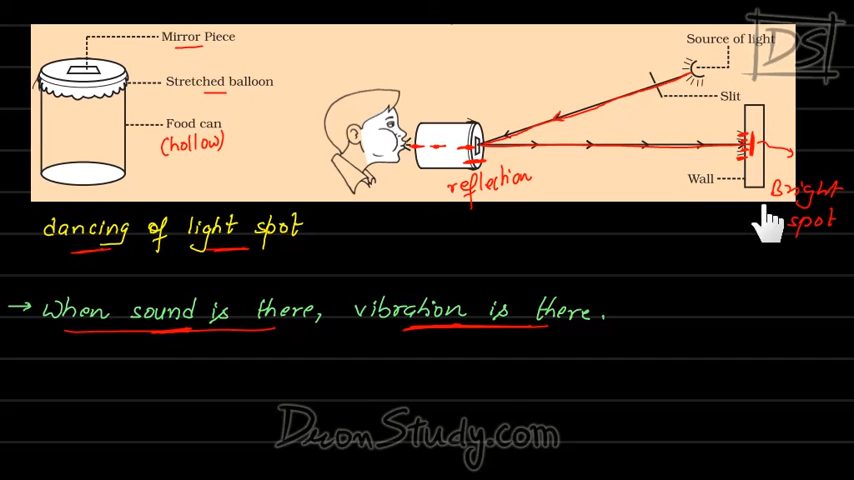 Mirror Piece
Stretched balloon
Food can
(hollow)
Source of light
Slit
Wall
reflection
Bright
spot
DS
dancing of light spot
→ When sound is there, vibration is there.
DronStudy.com